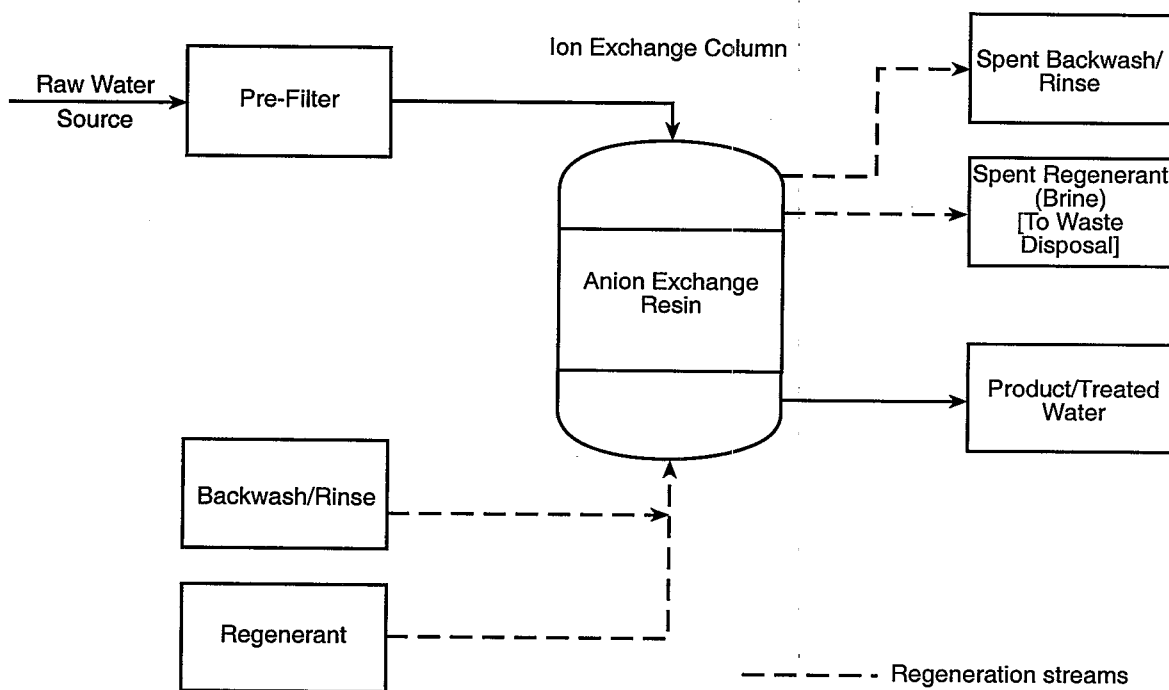 Ion Exchange Column
Raw Water
Source
Pre-Filter
Spent Backwash/
Rinse
Spent Regenerant
(Brine)
[To Waste
Disposal]
Anion Exchange
Resin
Product/Treated
Water
Backwash/Rinse
Regenerant
Regeneration streams